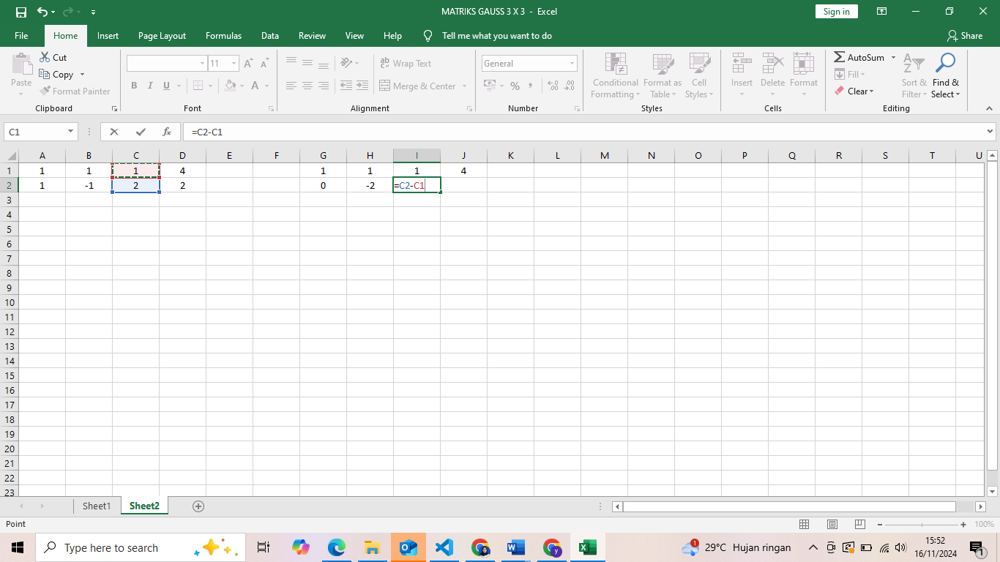 MATRIKS GAUSS 3 X 3 - Excel
Sign in
File Home Insert Page Layout Formulas Data Review View Help Tell me what you want to do Share
Cut
Copy
Format Painter
Paste
Clipboard
11
B I U A
Font
Wrap Text
Merge & Center
Alignment
General
%
Number
Conditional Formatting
Format as Table
Cell Styles
Styles
Insert Delete Format
Cells
AutoSum
Fill
Clear
Sort & Filter
Find & Select
Editing
C1 fx =C2-C1
A B C D E F G H I J K L M N O P Q R S T U
1 1 1 1 4 1 1 1 4
2 1 -1 2 2 0 -2 =C2-C1
3
4
5
6
7
8
9
10
11
12
13
14
15
16
17
18
19
20
21
22
23
Sheet1 Sheet2
Point 100%
Type here to search
29°C Hujan ringan
15:52
16/11/2024
1